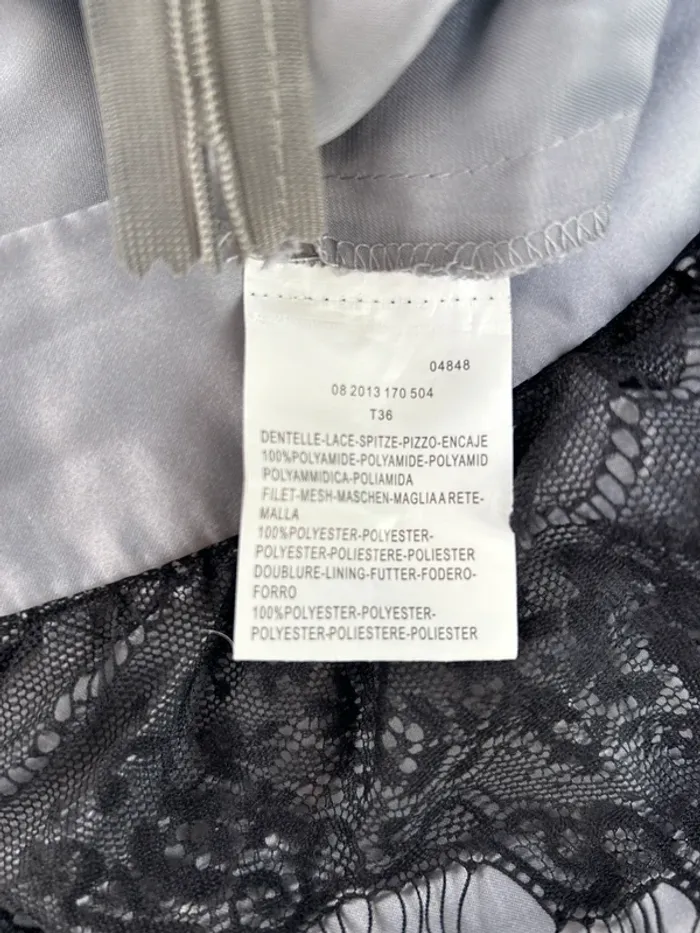 04848
08 2013 170 504
T36
DENTELLE-LACE-SPITZE-PIZZO-ENCAJE
100%POLYAMIDE-POLYAMIDE-POLYAMID
POLYAMMIDICA-POLIAMIDA
FILET-MESH-MASCHEN-MAGLIA A RETE-
MALLA
100%POLYESTER-POLYESTER-
POLYESTER-POLIESTERE-POLIESTER
DOUBLURE-LINING-FUTTER-FODERO-
FORRO
100%POLYESTER-POLYESTER-
POLYESTER-POLIESTERE-POLIESTER